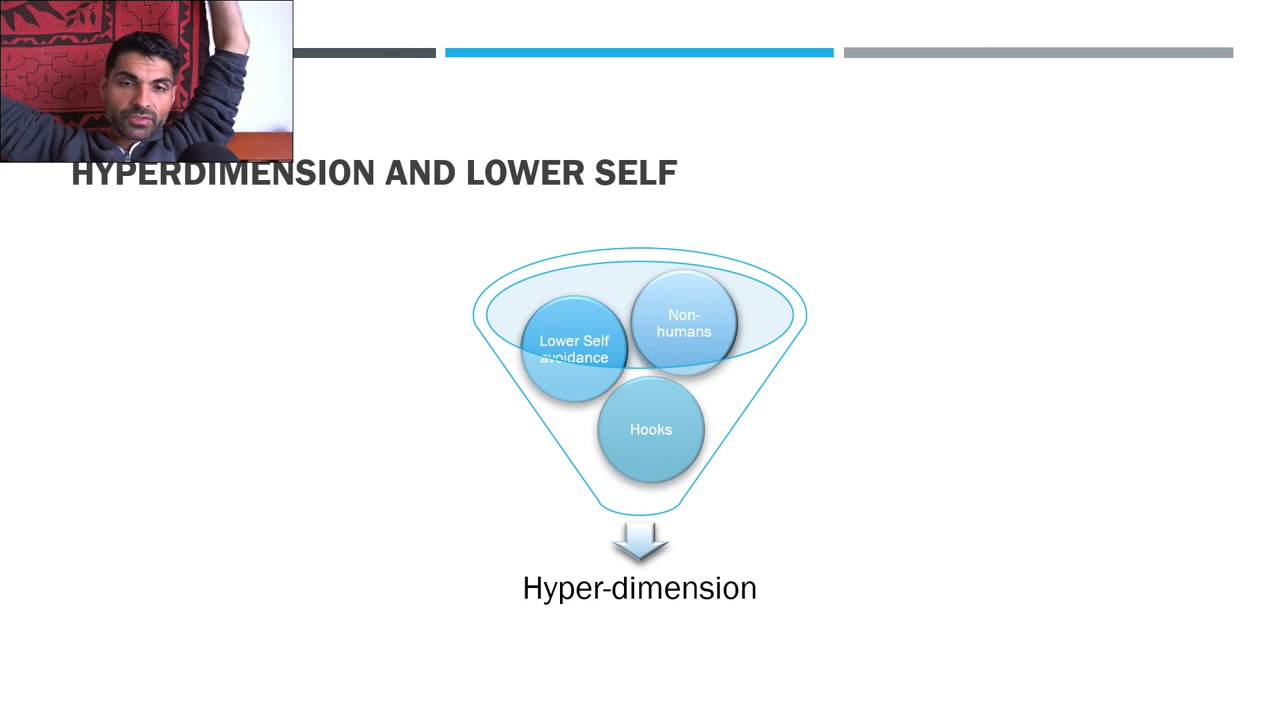 HYPERDIMENSION AND LOWER SELF
Non-
humans
Lower Self
avoidance
Hooks
Hyper-dimension